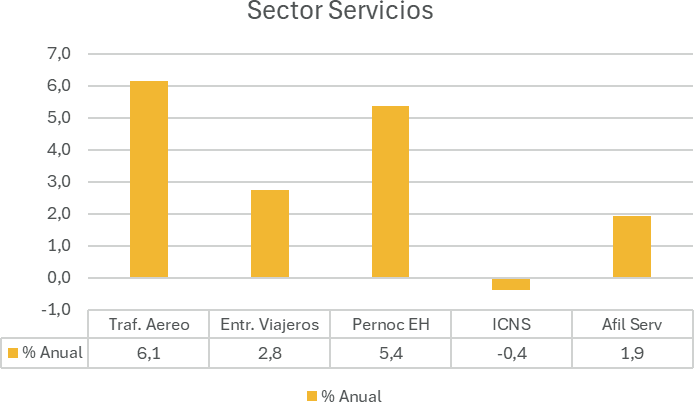 Sector Servicios
7,0
6,0
5,0
4,0
3,0
2,0
1,0
0,0
-1,0
Traf. Aereo Entr. Viajeros Pernoc EH ICNS Afil Serv
% Anual 6,1 2,8 5,4 -0,4 1,9
% Anual